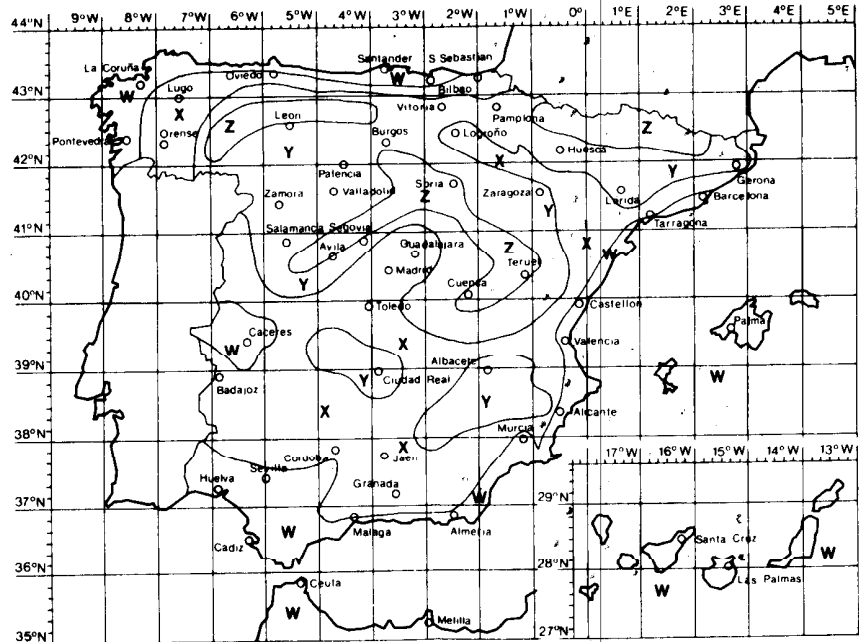 9°W 8°W 7°W 6°W 5°W 4°W 3°W 2°W 1°W 0° 1°E 2°E 3°E 4°E 5°E
44°N
La Coruña
Santander
S Sebastián
W
43°N
Lugo
Oviedo
Bilbao
W
X
León
Vitoria
Pamplona
Z
Z
Pontevedra
Orense
Burgos
Logroño
Huesca
Y
X
Y
42°N
Palencia
Gerona
Zamora
Valladolid
Soria
Z
Zaragoza
Lerida
Barcelona
Y
41°N
Salamanca
Segovia
Tarragona
Avila
Guadalajara
Z
X
W
Madrid
Teruel
Y
Cuenca
40°N
Toledo
Castellon
Caceres
Palma
W
X
Valencia
39°N
Albacete
Badajoz
Y
Ciudad Real
W
Y
X
Alicante
38°N
Murcia
Cordoba
X
Jaen
17°W 16°W 15°W 14°W 13°W
Huelva
Sevilla
37°N
Granada
W
29°N
Malaga
Almeria
W
Cadiz
Santa Cruz
W
36°N
28°N
Ceuta
Las Palmas
W
W
Melilla
35°N
27°N